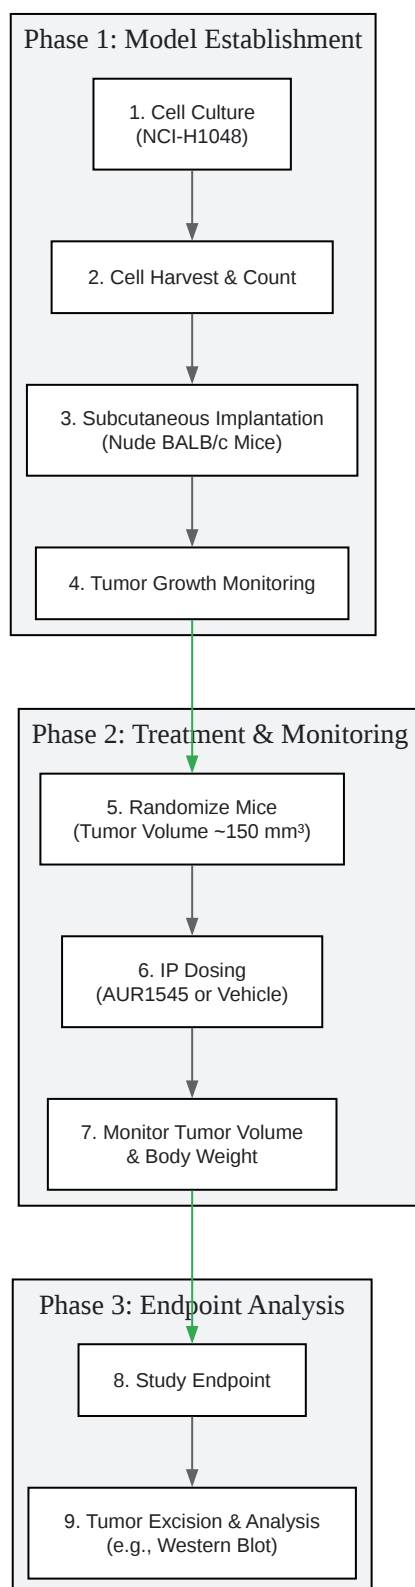 Phase 1: Model Establishment
1. Cell Culture
(NCI-H1048)
2. Cell Harvest & Count
3. Subcutaneous Implantation
(Nude BALB/c Mice)
4. Tumor Growth Monitoring
Phase 2: Treatment & Monitoring
5. Randomize Mice
(Tumor Volume ~150 mm³)
6. IP Dosing
(AUR1545 or Vehicle)
7. Monitor Tumor Volume
& Body Weight
Phase 3: Endpoint Analysis
8. Study Endpoint
9. Tumor Excision & Analysis
(e.g., Western Blot)